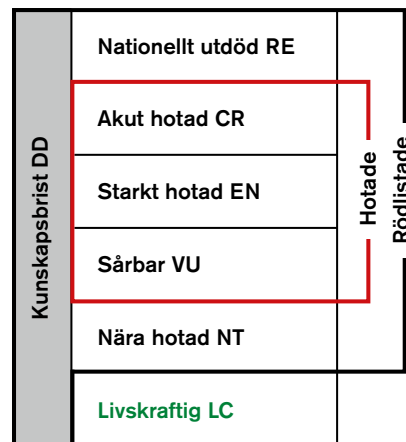 Kunskapsbrist DD
Nationellt utdöd RE
Akut hotad CR
Starkt hotad EN
Sårbar VU
Nära hotad NT
Livskraftig LC
Hotade
Rödlistade